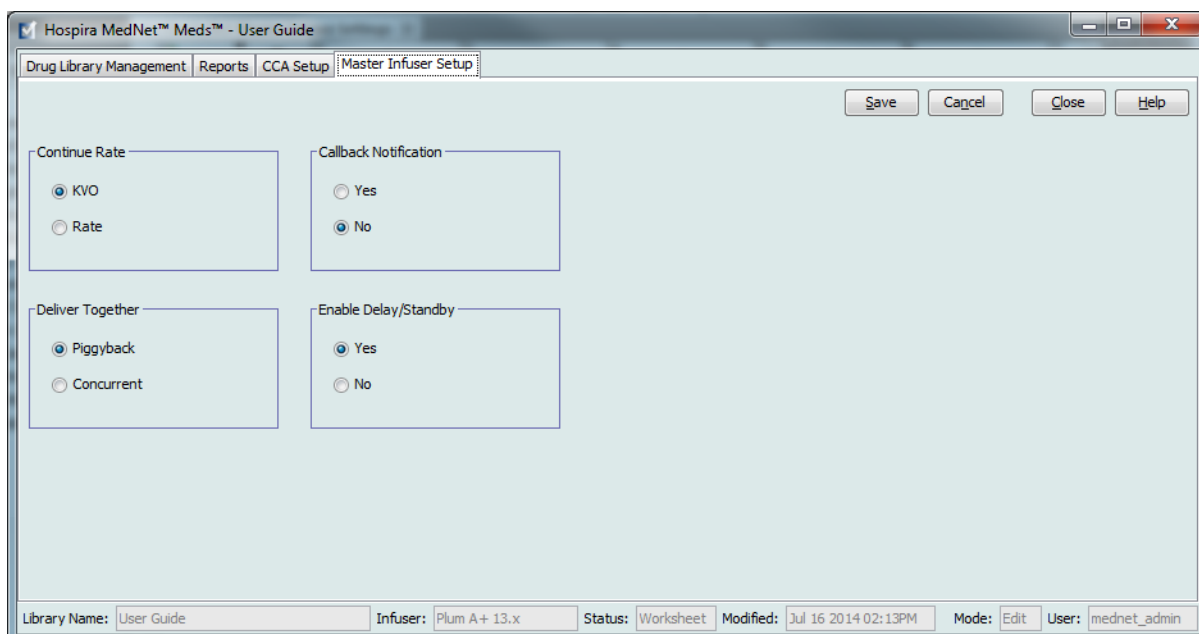 Hospira MedNet™ Meds™ - User Guide
Drug Library Management Reports CCA Setup Master Infuser Setup
Save Cancel Close Help
Continue Rate
KVO
Rate
Callback Notification
Yes
No
Deliver Together
Piggyback
Concurrent
Enable Delay/Standby
Yes
No
Library Name: User Guide Infuser: Plum A+ 13.x Status: Worksheet Modified: Jul 16 2014 02:13PM Mode: Edit User: mednet_admin